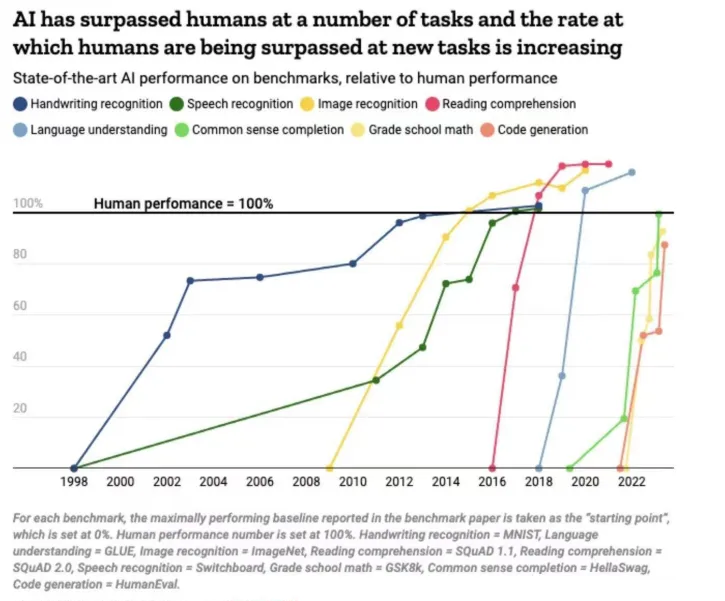 AI has surpassed humans at a number of tasks and the rate at
which humans are being surpassed at new tasks is increasing
State-of-the-art AI performance on benchmarks, relative to human performance
Handwriting recognition Speech recognition Image recognition Reading comprehension
Language understanding Common sense completion Grade school math Code generation
100% Human perfomance = 100%
80
60
40
20
1998 2000 2002 2004 2006 2008 2010 2012 2014 2016 2018 2020 2022
For each benchmark, the maximally performing baseline reported in the benchmark paper is taken as the “starting point”,
which is set at 0%. Human performance number is set at 100%. Handwriting recognition = MNIST, Language
understanding = GLUE, Image recognition = ImageNet, Reading comprehension = SQuAD 1.1, Reading comprehension =
SQuAD 2.0, Speech recognition = Switchboard, Grade school math = GSK8k, Common sense completion = HellaSwag,
Code generation = HumanEval.